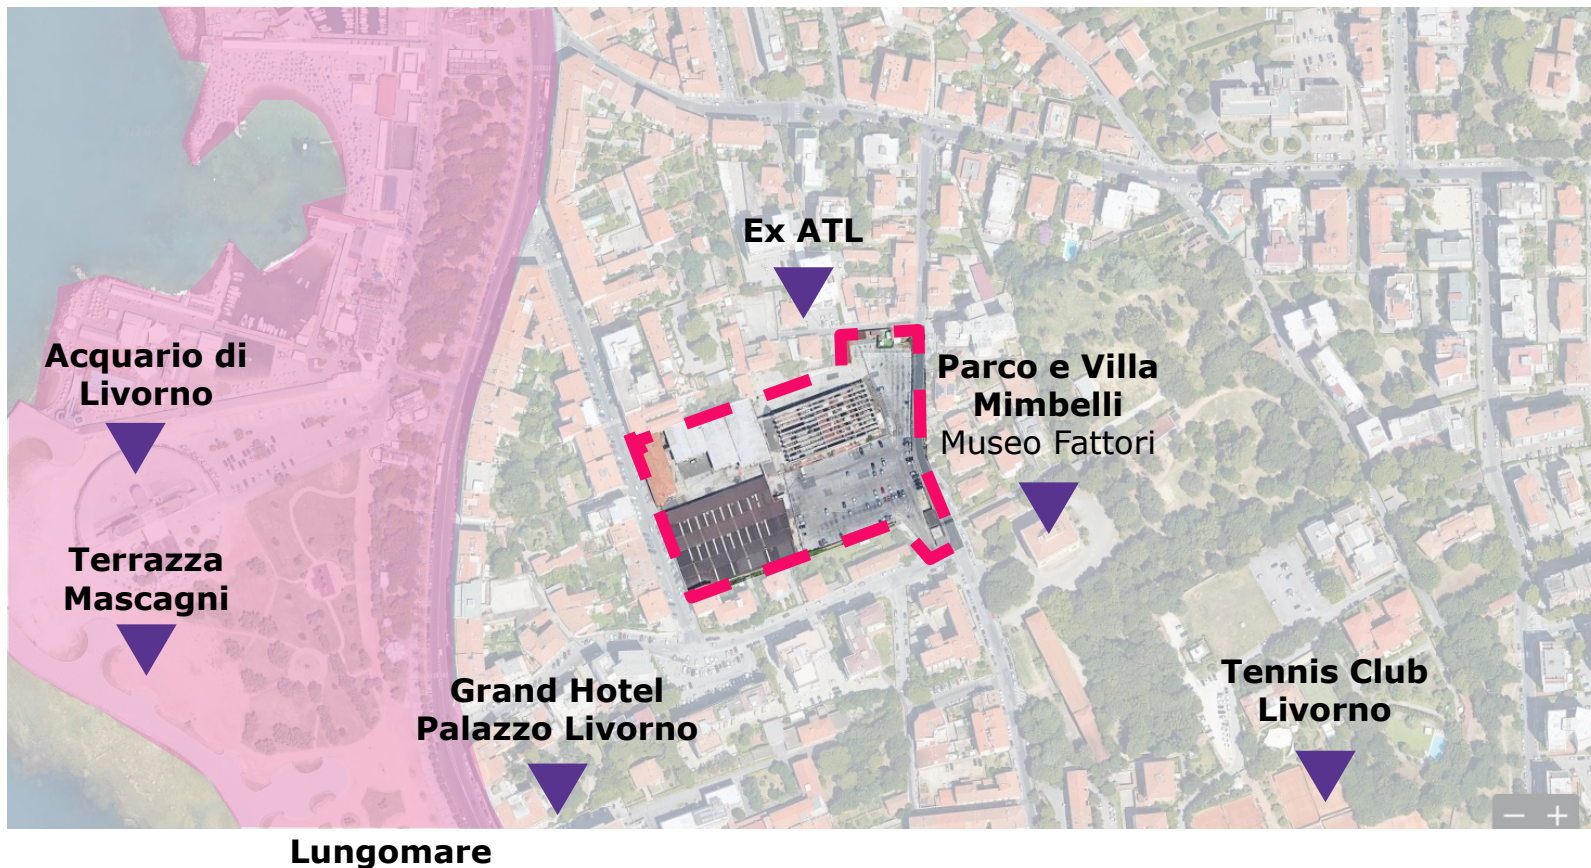 Ex ATL
Acquario di
Livorno
Parco e Villa
Mimbelli
Museo Fattori
Terrazza
Mascagni
Grand Hotel
Palazzo Livorno
Tennis Club
Livorno
Lungomare